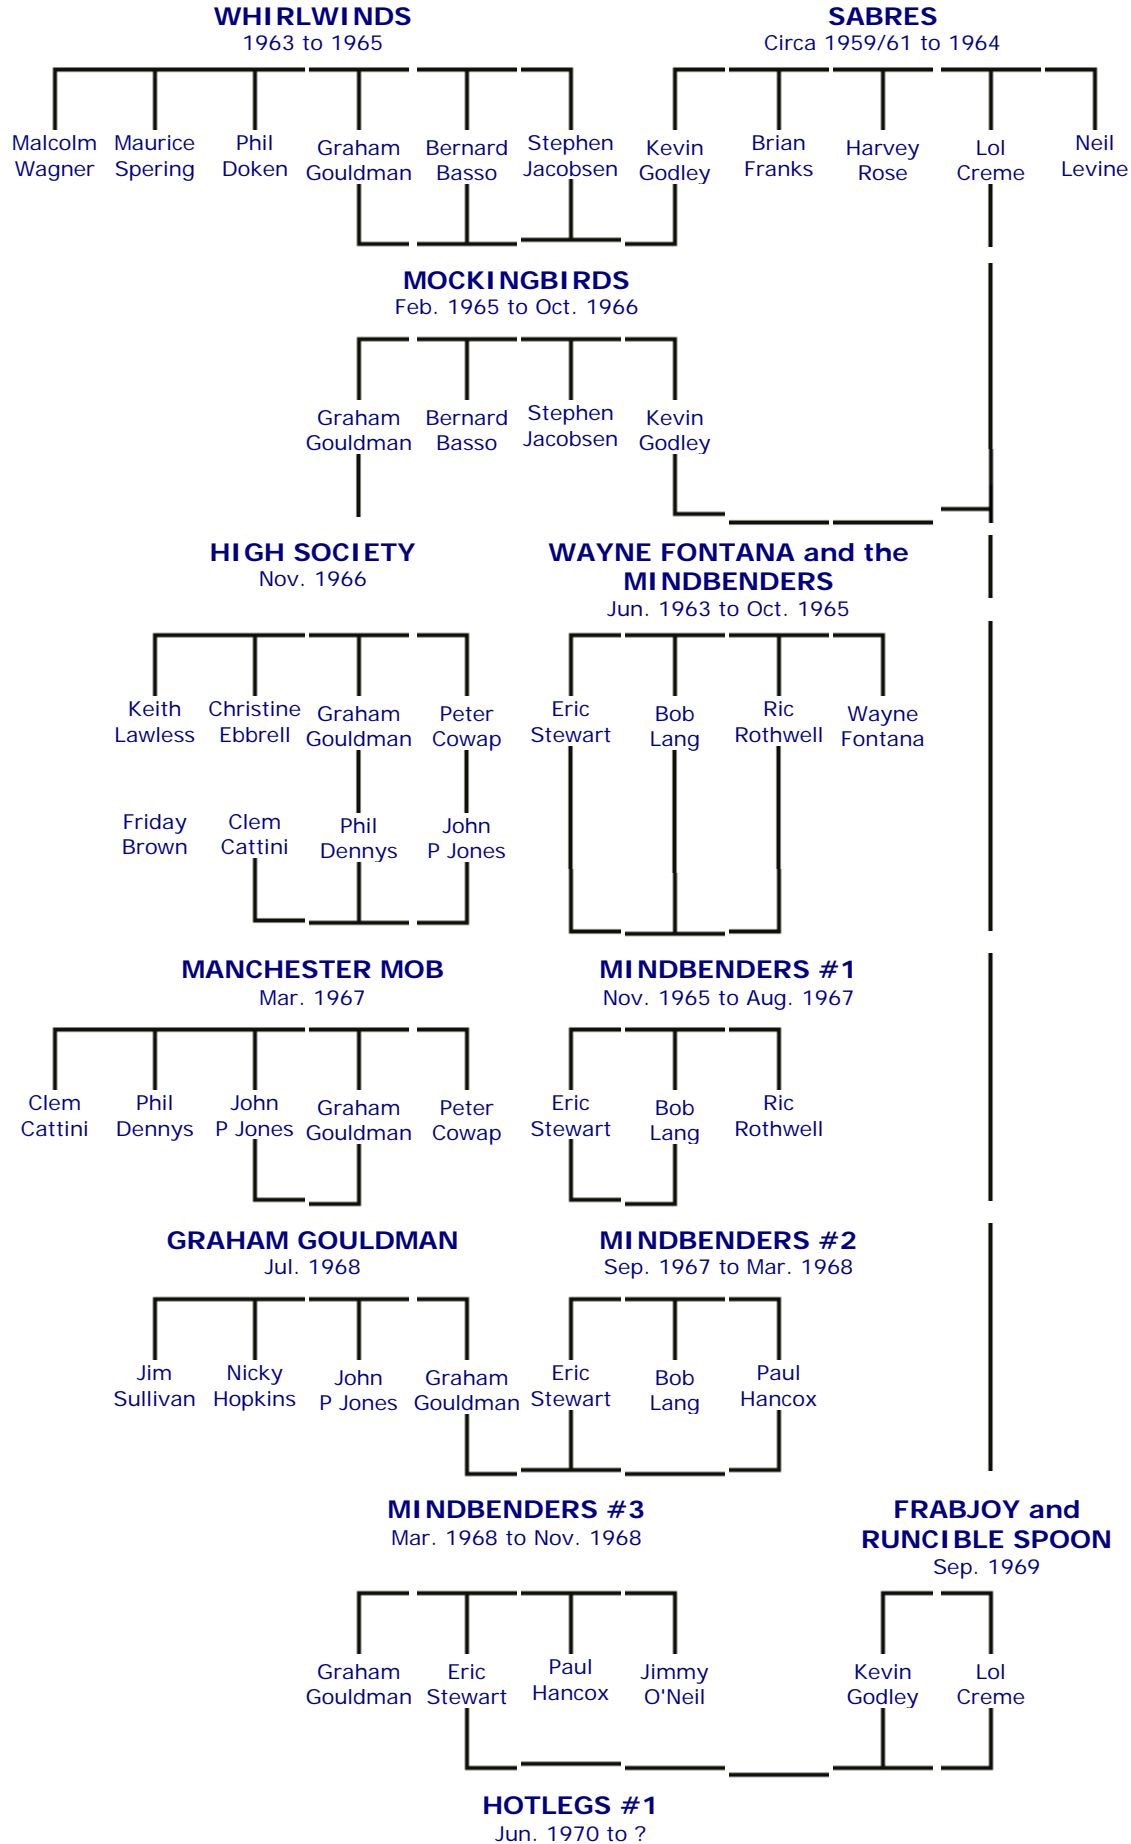 WHIRLWINDS
1963 to 1965
SABRES
Circa 1959/61 to 1964
Malcolm
Wagner
Maurice
Spering
Phil
Doken
Graham
Gouldman
Bernard
Basso
Stephen
Jacobsen
Kevin
Godley
Brian
Franks
Harvey
Rose
Lol
Creme
Neil
Levine
MOCKINGBIRDS
Feb. 1965 to Oct. 1966
Graham
Gouldman
Bernard
Basso
Stephen
Jacobsen
Kevin
Godley
HIGH SOCIETY
Nov. 1966
WAYNE FONTANA and the
MINDBENDERS
Jun. 1963 to Oct. 1965
Keith
Lawless
Christine
Ebbrell
Graham
Gouldman
Peter
Cowap
Eric
Stewart
Bob
Lang
Ric
Rothwell
Wayne
Fontana
Friday
Brown
Clem
Cattini
Phil
Dennys
John
P Jones
MANCHESTER MOB
Mar. 1967
MINDBENDERS #1
Nov. 1965 to Aug. 1967
Clem
Cattini
Phil
Dennys
John
P Jones
Graham
Gouldman
Peter
Cowap
Eric
Stewart
Bob
Lang
Ric
Rothwell
GRAHAM GOULDMAN
Jul. 1968
MINDBENDERS #2
Sep. 1967 to Mar. 1968
Jim
Sullivan
Nicky
Hopkins
John
P Jones
Graham
Gouldman
Eric
Stewart
Bob
Lang
Paul
Hancox
MINDBENDERS #3
Mar. 1968 to Nov. 1968
FRABJOY and
RUNCIBLE SPOON
Sep. 1969
Graham
Gouldman
Eric
Stewart
Paul
Hancox
Jimmy
O'Neil
Kevin
Godley
Lol
Creme
HOTLEGS #1
Jun. 1970 to ?